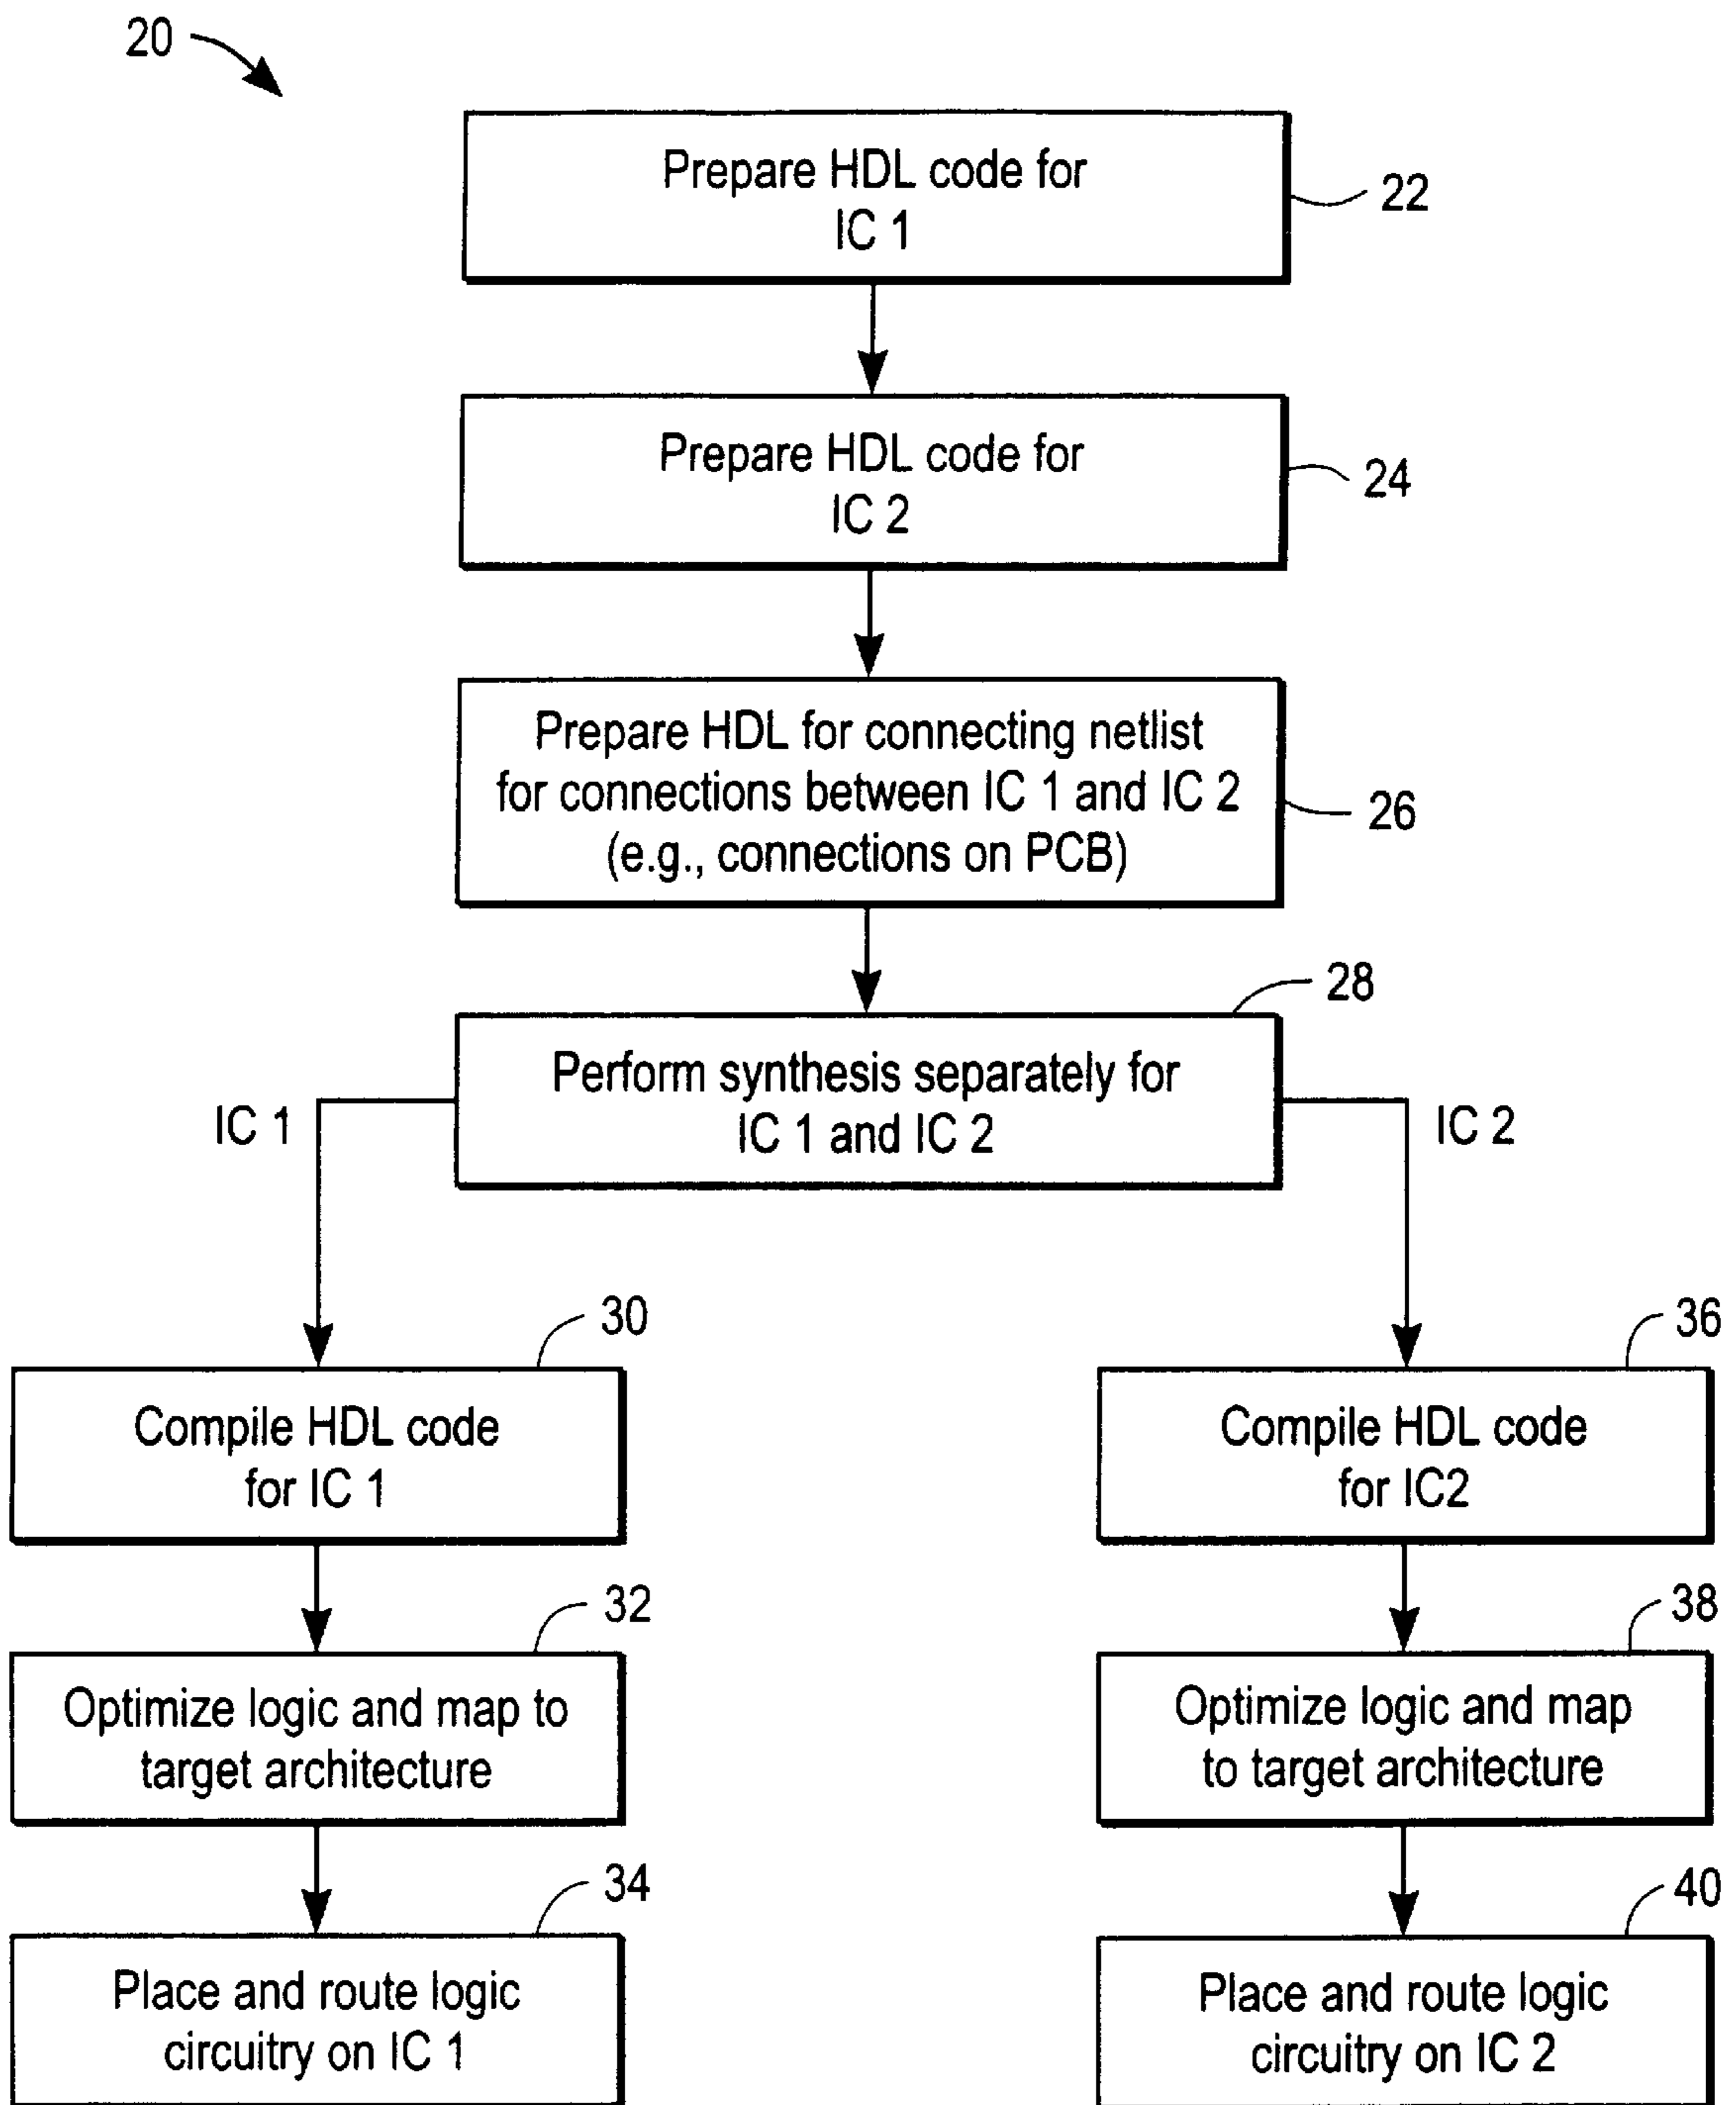 20
Prepare HDL code for
IC 1
22
Prepare HDL code for
IC 2
24
Prepare HDL for connecting netlist
for connections between IC 1 and IC 2
(e.g., connections on PCB)
26
28
Perform synthesis separately for
IC 1 and IC 2
IC 1
IC 2
30
Compile HDL code
for IC 1
36
Compile HDL code
for IC2
32
Optimize logic and map to
target architecture
38
Optimize logic and map
to target architecture
34
Place and route logic
circuitry on IC 1
40
Place and route logic
circuitry on IC 2